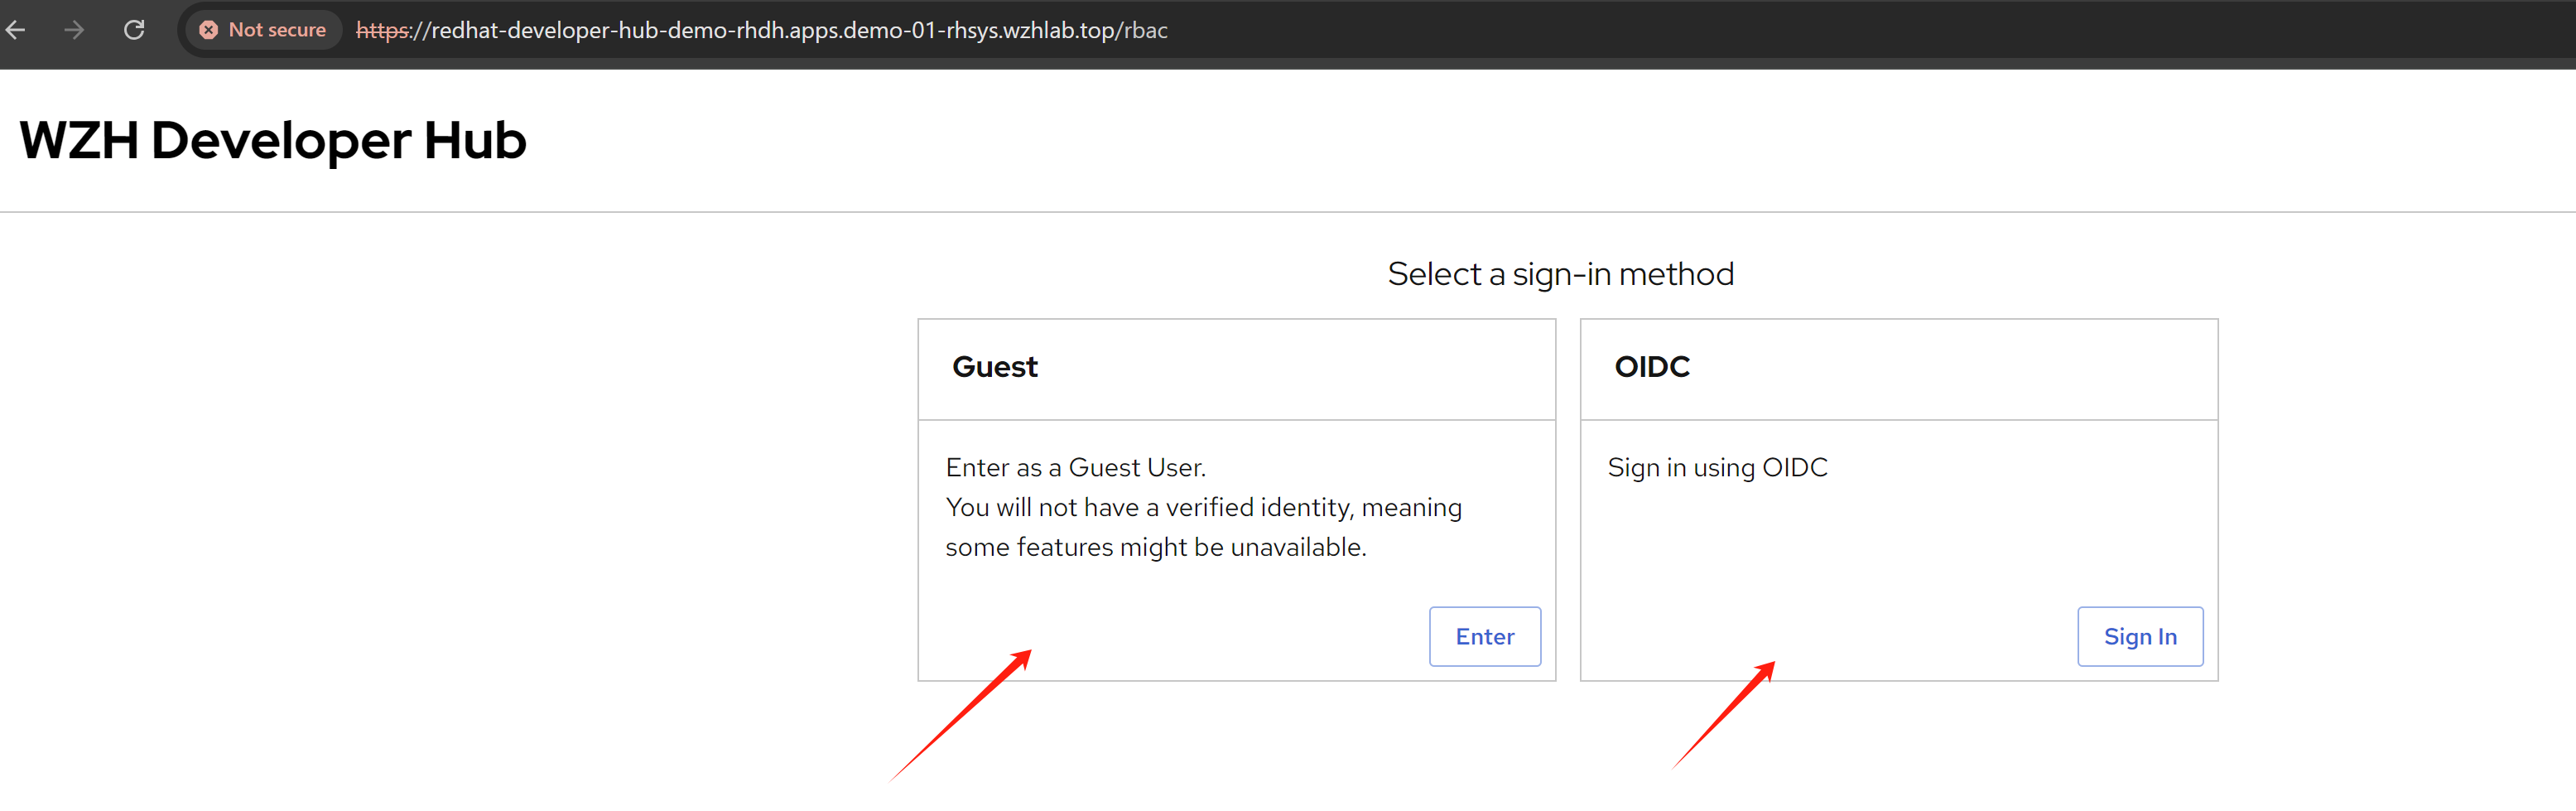 Not secure https://redhat-developer-hub-demo-rhdh.apps.demo-01-rhsys.wzhlab.top/rbac
WZH Developer Hub
Select a sign-in method
Guest
Enter as a Guest User.
You will not have a verified identity, meaning
some features might be unavailable.
Enter
OIDC
Sign in using OIDC
Sign In